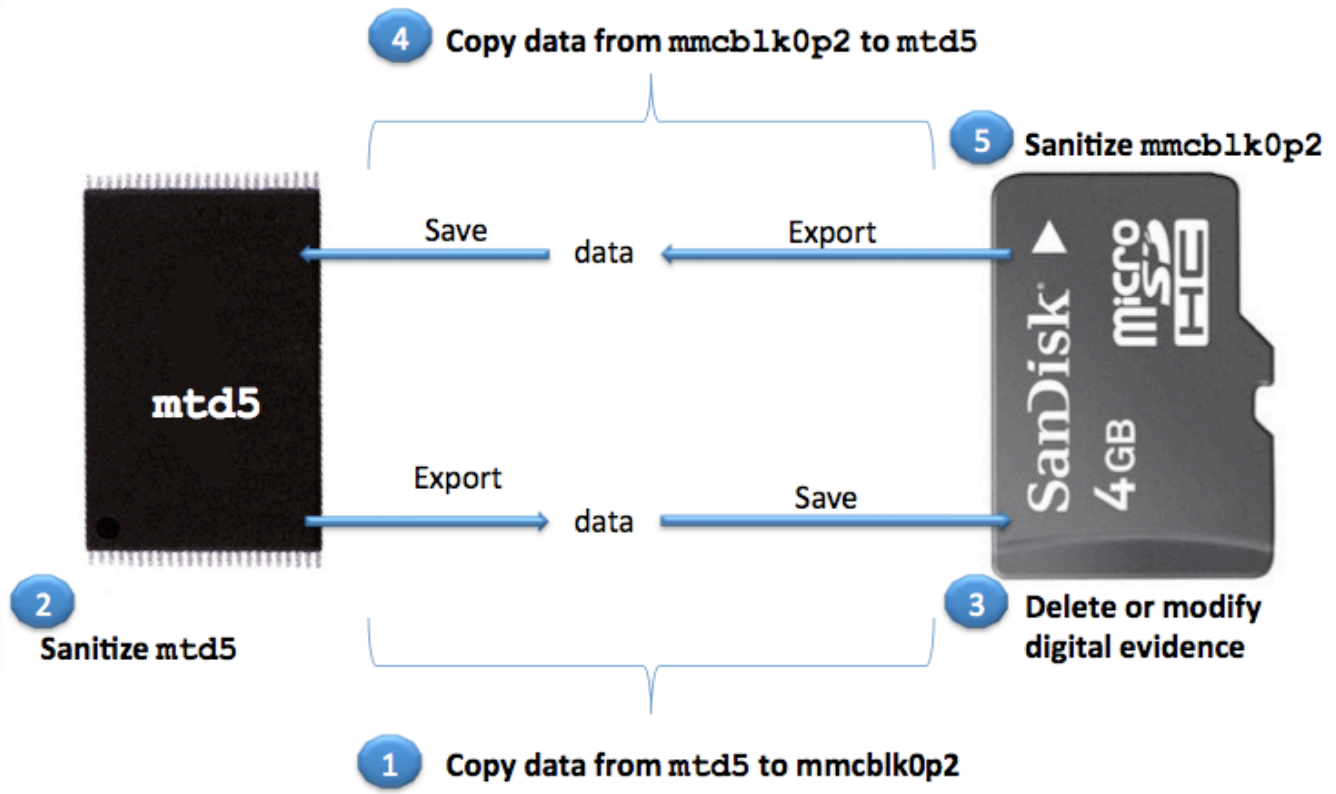 4 Copy data from mmcblk0p2 to mtd5
5 Sanitize mmcblk0p2
Save data Export
mtd5
SanDisk
4GB
micro
SD
HC
Export data Save
2
Sanitize mtd5
3 Delete or modify
digital evidence
1 Copy data from mtd5 to mmcblk0p2